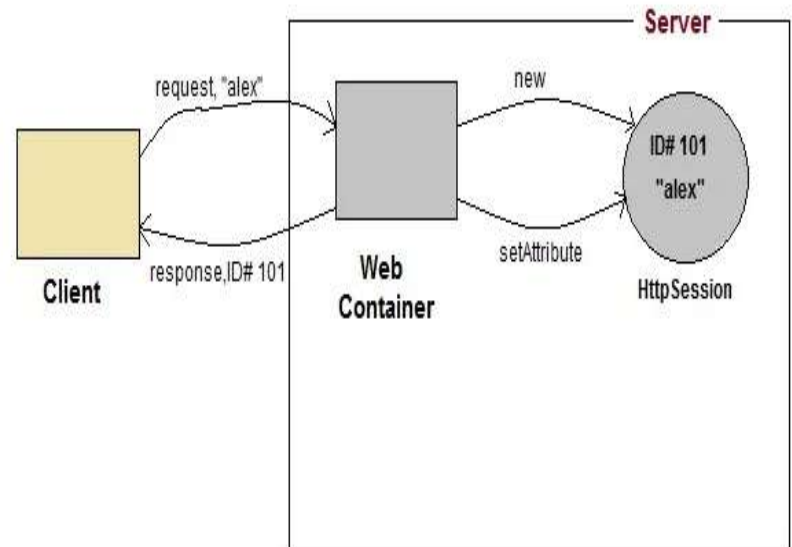 Server
request, "alex"
new
ID# 101
"alex"
setAttribute
response,ID# 101
Web
Container
Client
HttpSession